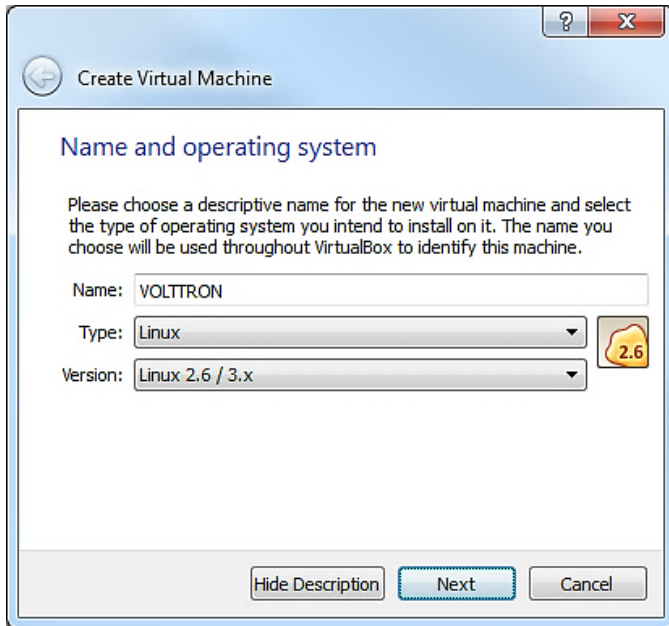 Create Virtual Machine
Name and operating system
Please choose a descriptive name for the new virtual machine and select
the type of operating system you intend to install on it. The name you
choose will be used throughout VirtualBox to identify this machine.
Name: VOLTTRON
Type: Linux
2.6
Version: Linux 2.6 / 3.x
Hide Description Next Cancel